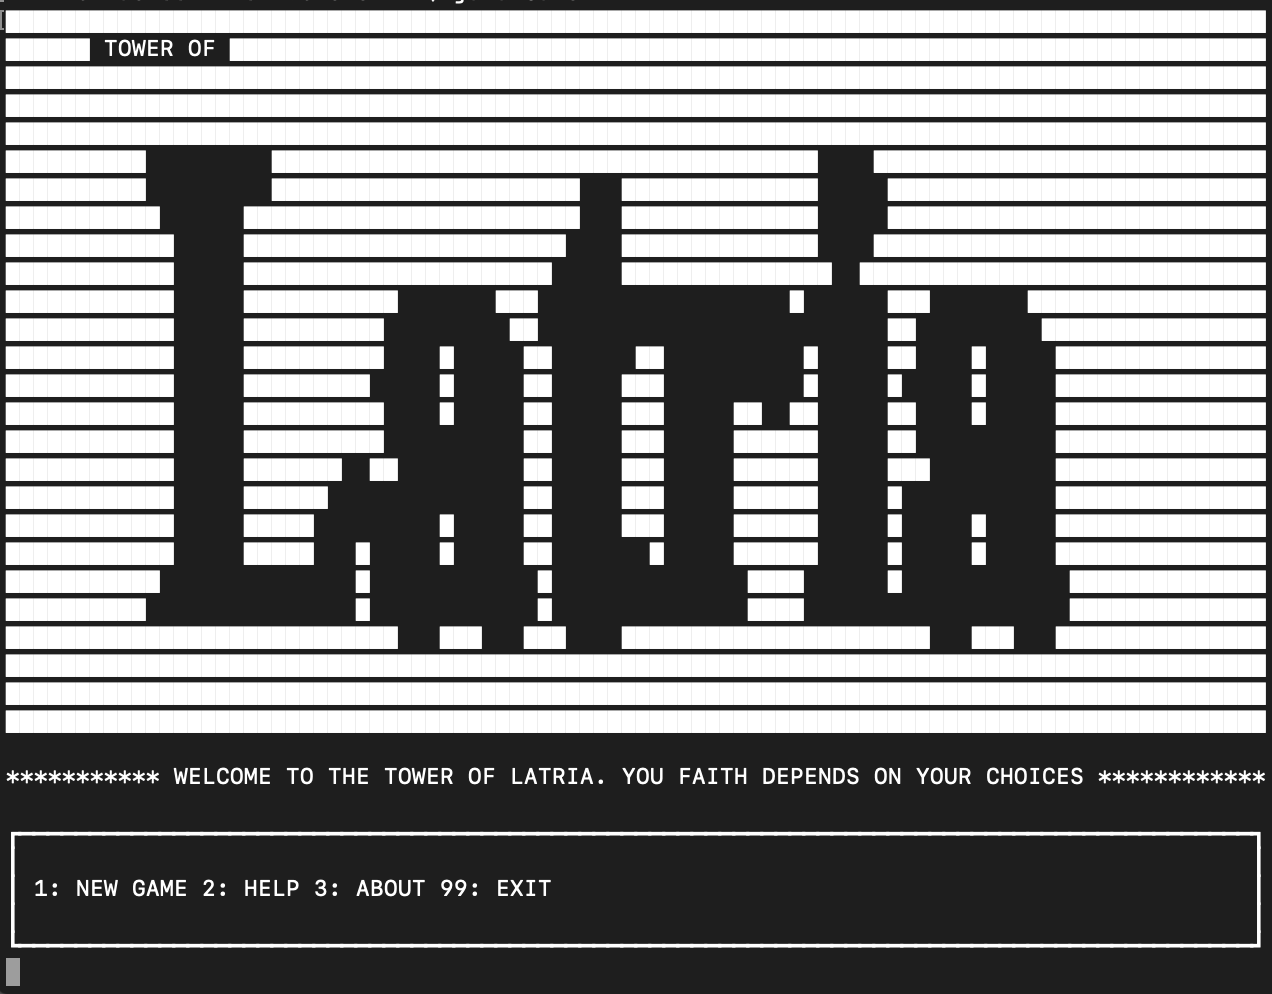 TOWER OF
Latria
*********** WELCOME TO THE TOWER OF LATRIA. YOU FAITH DEPENDS ON YOUR CHOICES ************
1: NEW GAME 2: HELP 3: ABOUT 99: EXIT